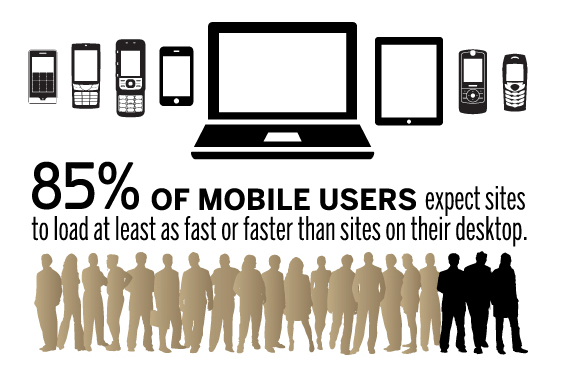 85% OF MOBILE USERS expect sites
to load at least as fast or faster than sites on their desktop.